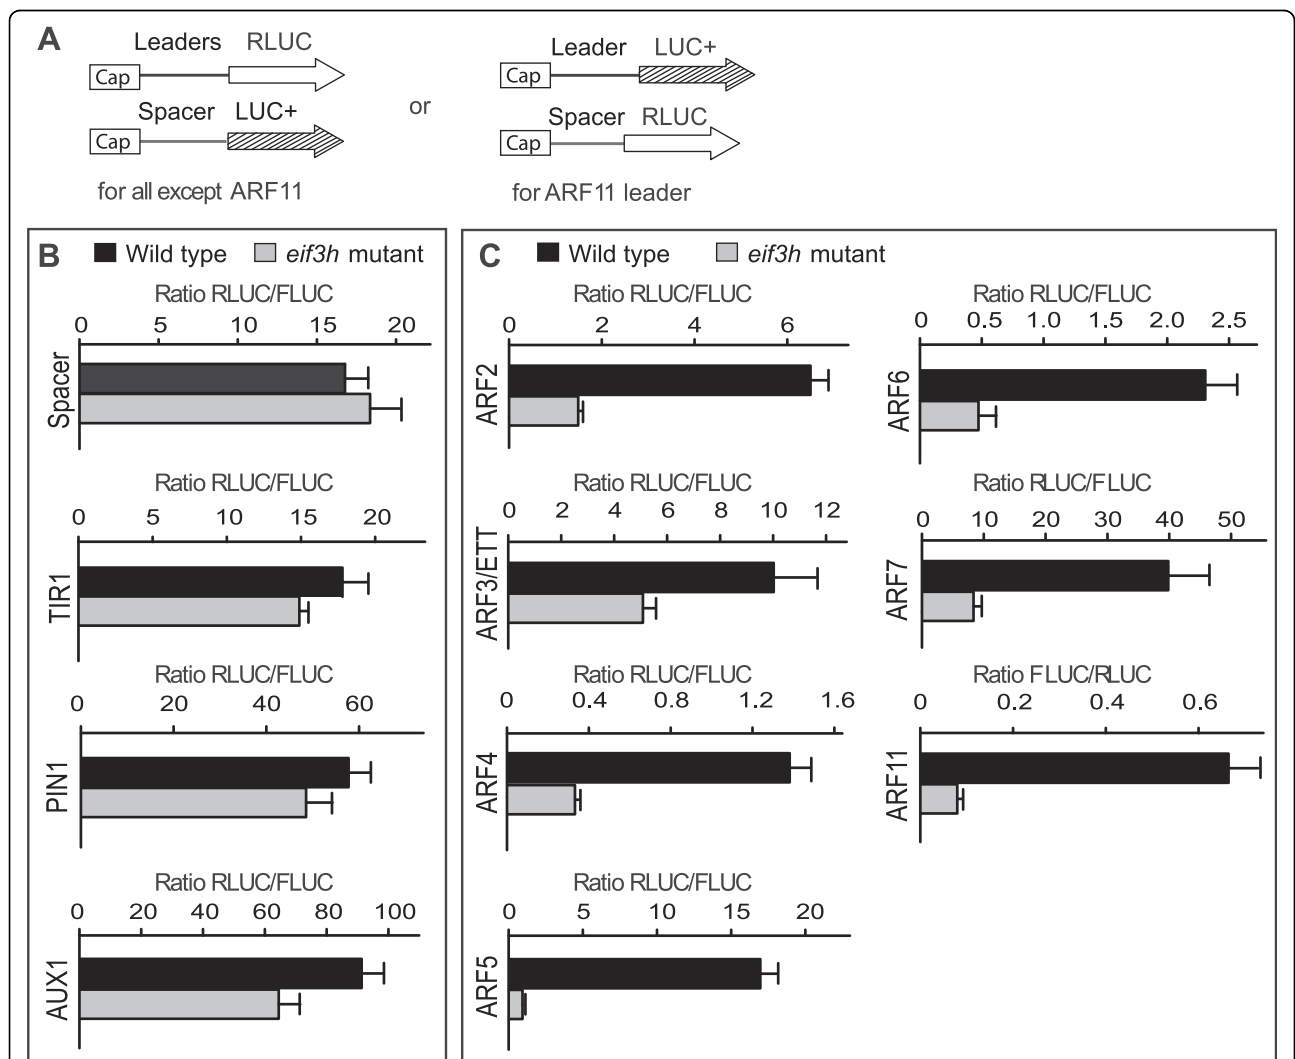 A
Leaders RLUC
Cap
Spacer LUC+
Cap
for all except ARF11
or
Leader LUC+
Cap
Spacer RLUC
Cap
for ARF11 leader
B Wild type eif3h mutant
Ratio RLUC/FLUC
0 5 10 15 20
Spacer
Ratio RLUC/FLUC
0 5 10 15 20
TIR1
Ratio RLUC/FLUC
0 20 40 60
PIN1
Ratio RLUC/FLUC
0 20 40 60 80 100
AUX1
C Wild type eif3h mutant
Ratio RLUC/FLUC
0 2 4 6
ARF2
Ratio RLUC/FLUC
0 2 4 6 8 10 12
ARF3/ETT
Ratio RLUC/FLUC
0 0.4 0.8 1.2 1.6
ARF4
Ratio RLUC/FLUC
0 5 10 15 20
ARF5
Ratio RLUC/FLUC
0 0.5 1.0 1.5 2.0 2.5
ARF6
Ratio RLUC/FLUC
0 10 20 30 40 50
ARF7
Ratio FLUC/RLUC
0 0.2 0.4 0.6
ARF11